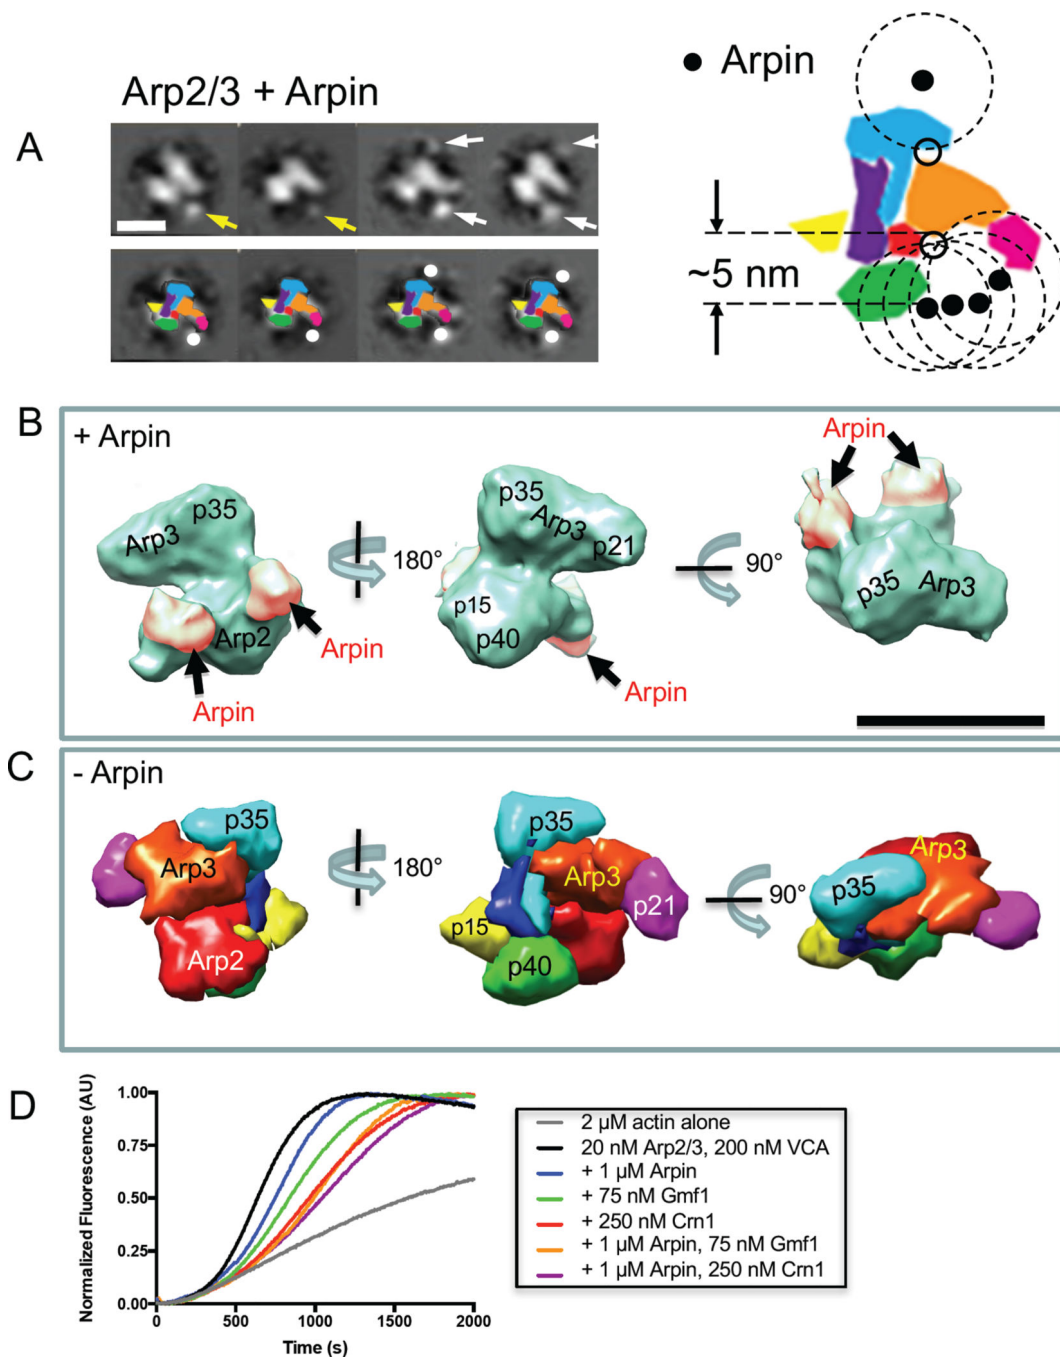 A
Arp2/3 + Arpin
Arpin
~5 nm
B
+ Arpin
Arp3
p35
Arp2
Arpin
Arpin
180°
p35
Arp3
p21
p15
p40
Arpin
90°
Arpin
p35
Arp3
C
- Arpin
p35
Arp3
Arp2
180°
p35
Arp3
p15
p21
p40
90°
p35
Arp3
D
Normalized Fluorescence (AU)
1.00
0.75
0.50
0.25
0.00
0
500
1000
1500
2000
Time (s)
2 µM actin alone
20 nM Arp2/3, 200 nM VCA
+ 1 µM Arpin
+ 75 nM Gmf1
+ 250 nM Crn1
+ 1 µM Arpin, 75 nM Gmf1
+ 1 µM Arpin, 250 nM Crn1